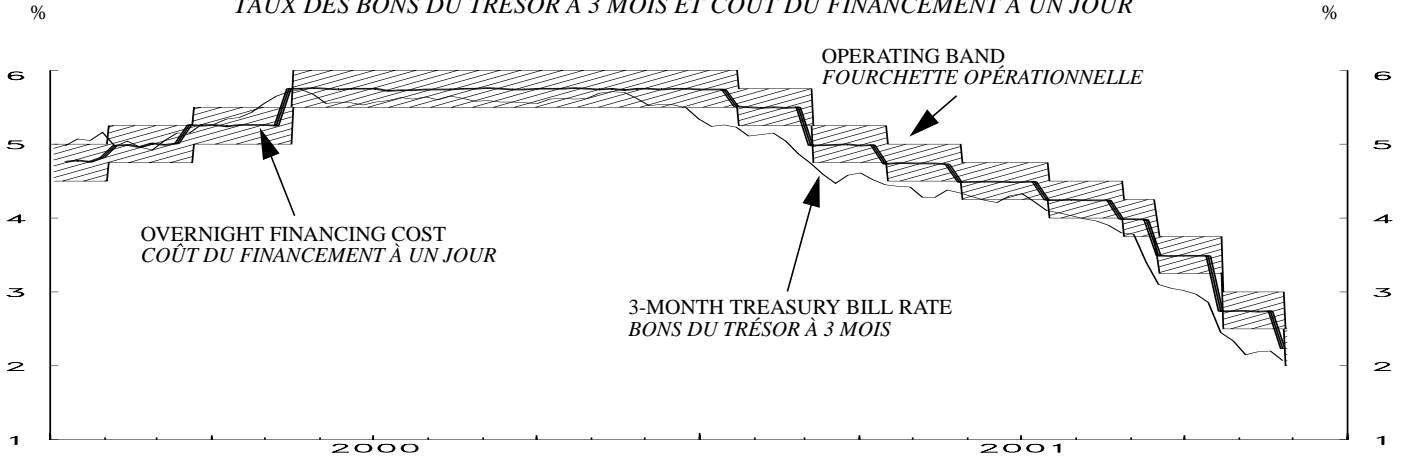 TAUX DES BONS DU TRÉSOR À 3 MOIS ET COÛT DU FINANCEMENT À UN JOUR
% %
OPERATING BAND
FOURCHETTE OPÉRATIONNELLE
6 6
5 5
OVERNIGHT FINANCING COST
COÛT DU FINANCEMENT À UN JOUR
4 4
3-MONTH TREASURY BILL RATE
BONS DU TRÉSOR À 3 MOIS
3 3
2 2
1 1
2000 2001